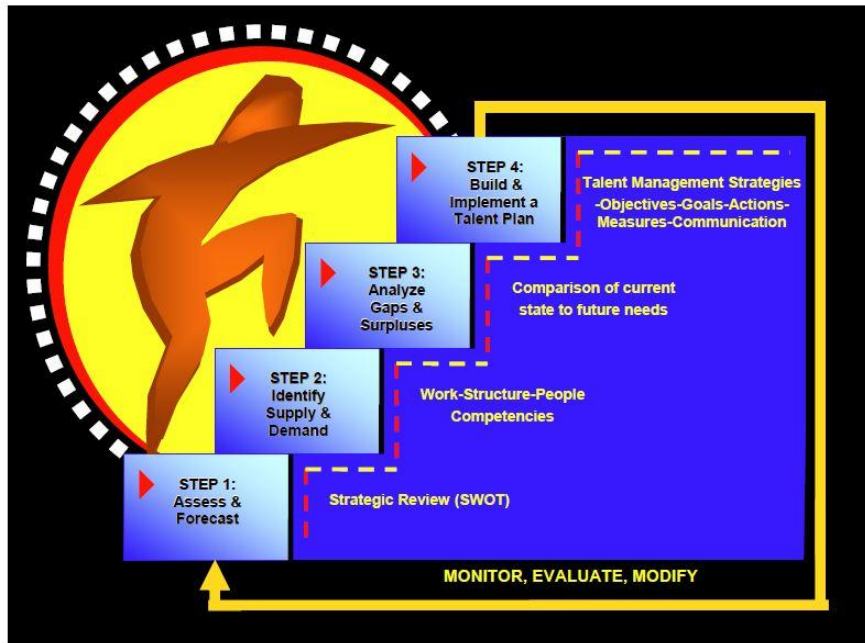 STEP 4:
Build &
Implement a
Talent Plan
Talent Management Strategies
-Objectives-Goals-Actions-
Measures-Communication
STEP 3:
Analyze
Gaps &
Surpluses
Comparison of current
state to future needs
STEP 2:
Identify
Supply &
Demand
Work-Structure-People
Competencies
STEP 1:
Assess &
Forecast
Strategic Review (SWOT)
MONITOR, EVALUATE, MODIFY